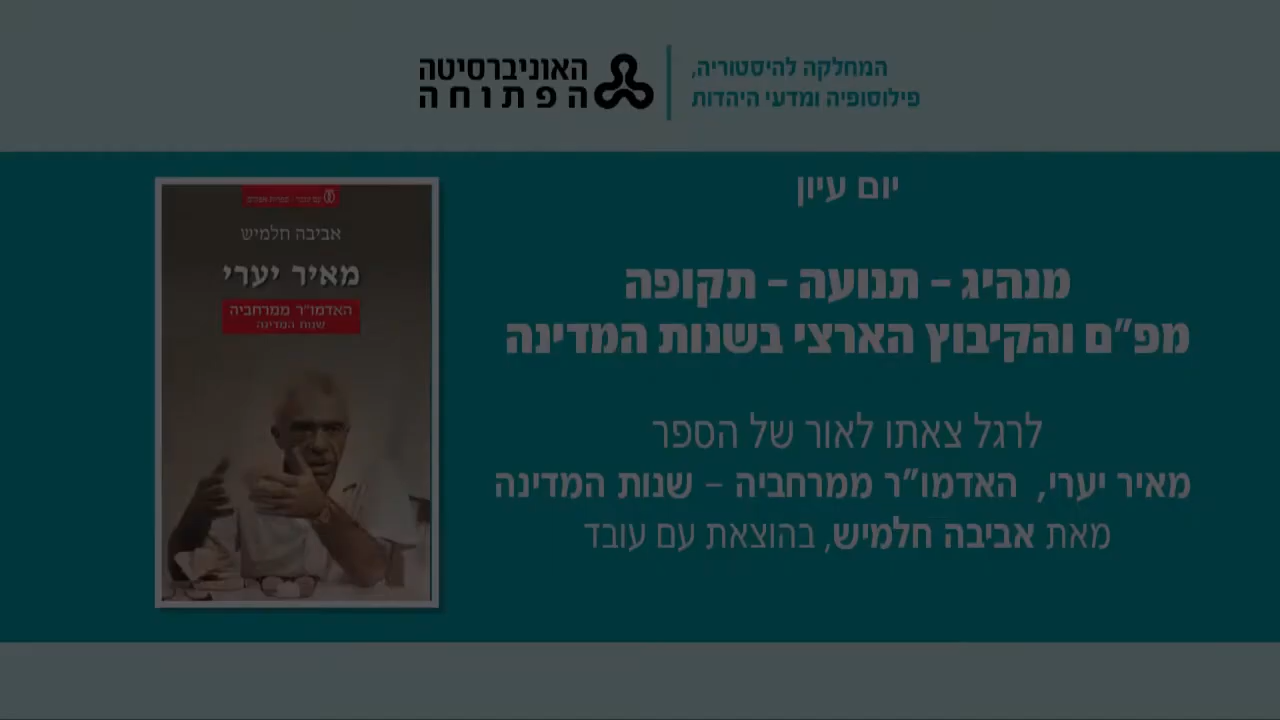 המחלקה להיסטוריה,
פילוסופיה ומדעי היהדות
האוניברסיטה
הפתוחה
יום עיון
מנהיג – תנועה – תקופה
מפ"ם והקיבוץ הארצי בשנות המדינה
לרגל צאתו לאור של הספר
מאיר יערי, האדמו"ר ממרחביה – שנות המדינה
מאת אביבה חלמיש, בהוצאת עם עובד
אביבה חלמיש
מאיר יערי
האדמו"ר ממרחביה
שנות המדינה